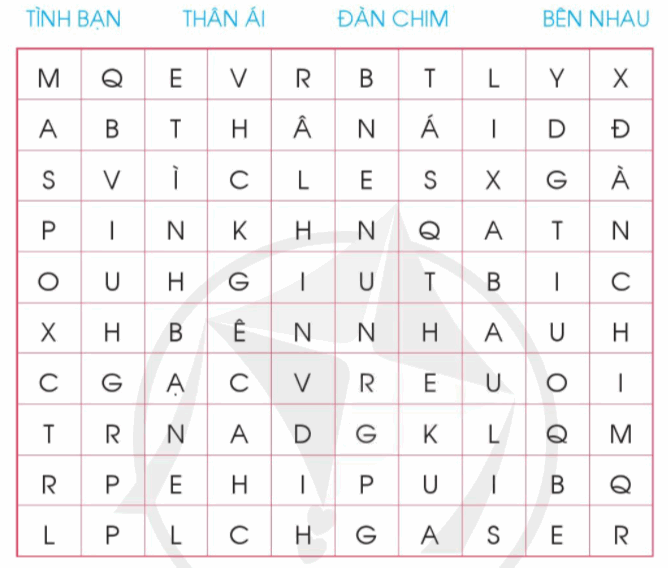 TÌNH BẠN THÂN ÁI ĐÀN CHIM BÊN NHAU
M Q E V R B T L Y X
A B T H Â N Á I D Đ
S V Ì C L E S X G À
P I N K H N Q A T N
O U H G I U T B I C
X H B Ê N N H A U H
C G Ạ C V R E U O I
T R N A D G K L Q M
R P E H I P U I B Q
L P L C H G A S E R